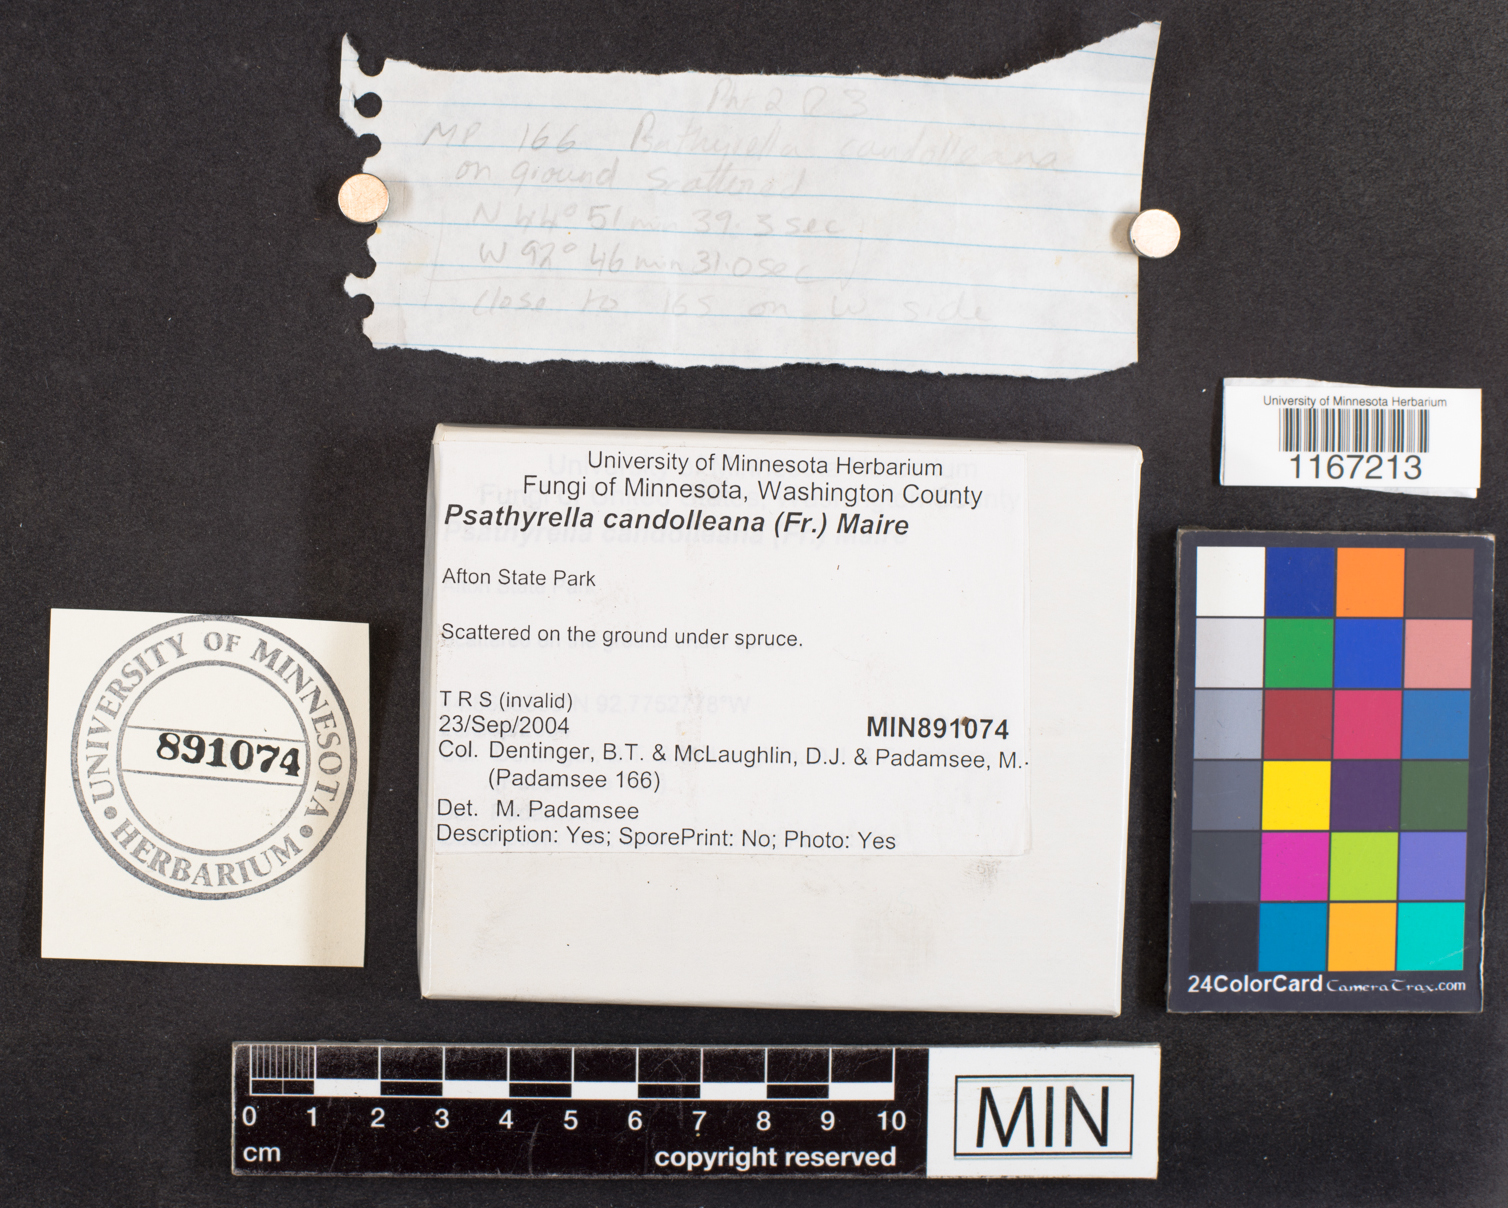 Pht 2 R 3
MP 166 Psathyrella candolleana
on ground scattered
N 44° 51 min 39.3 sec
W 92° 46 min 31.0 sec
close to 165 on W side
University of Minnesota Herbarium
1167213
University of Minnesota Herbarium
Fungi of Minnesota, Washington County
Psathyrella candolleana (Fr.) Maire
Afton State Park
Scattered on the ground under spruce.
T R S (invalid)
23/Sep/2004 MIN891074
Col. Dentinger, B.T. & McLaughlin, D.J. & Padamsee, M.
(Padamsee 166)
Det. M. Padamsee
Description: Yes; SporePrint: No; Photo: Yes
UNIVERSITY OF MINNESOTA
891074
HERBARIUM
24ColorCard CameraTrax.com
0 1 2 3 4 5 6 7 8 9 10
cm copyright reserved
MIN